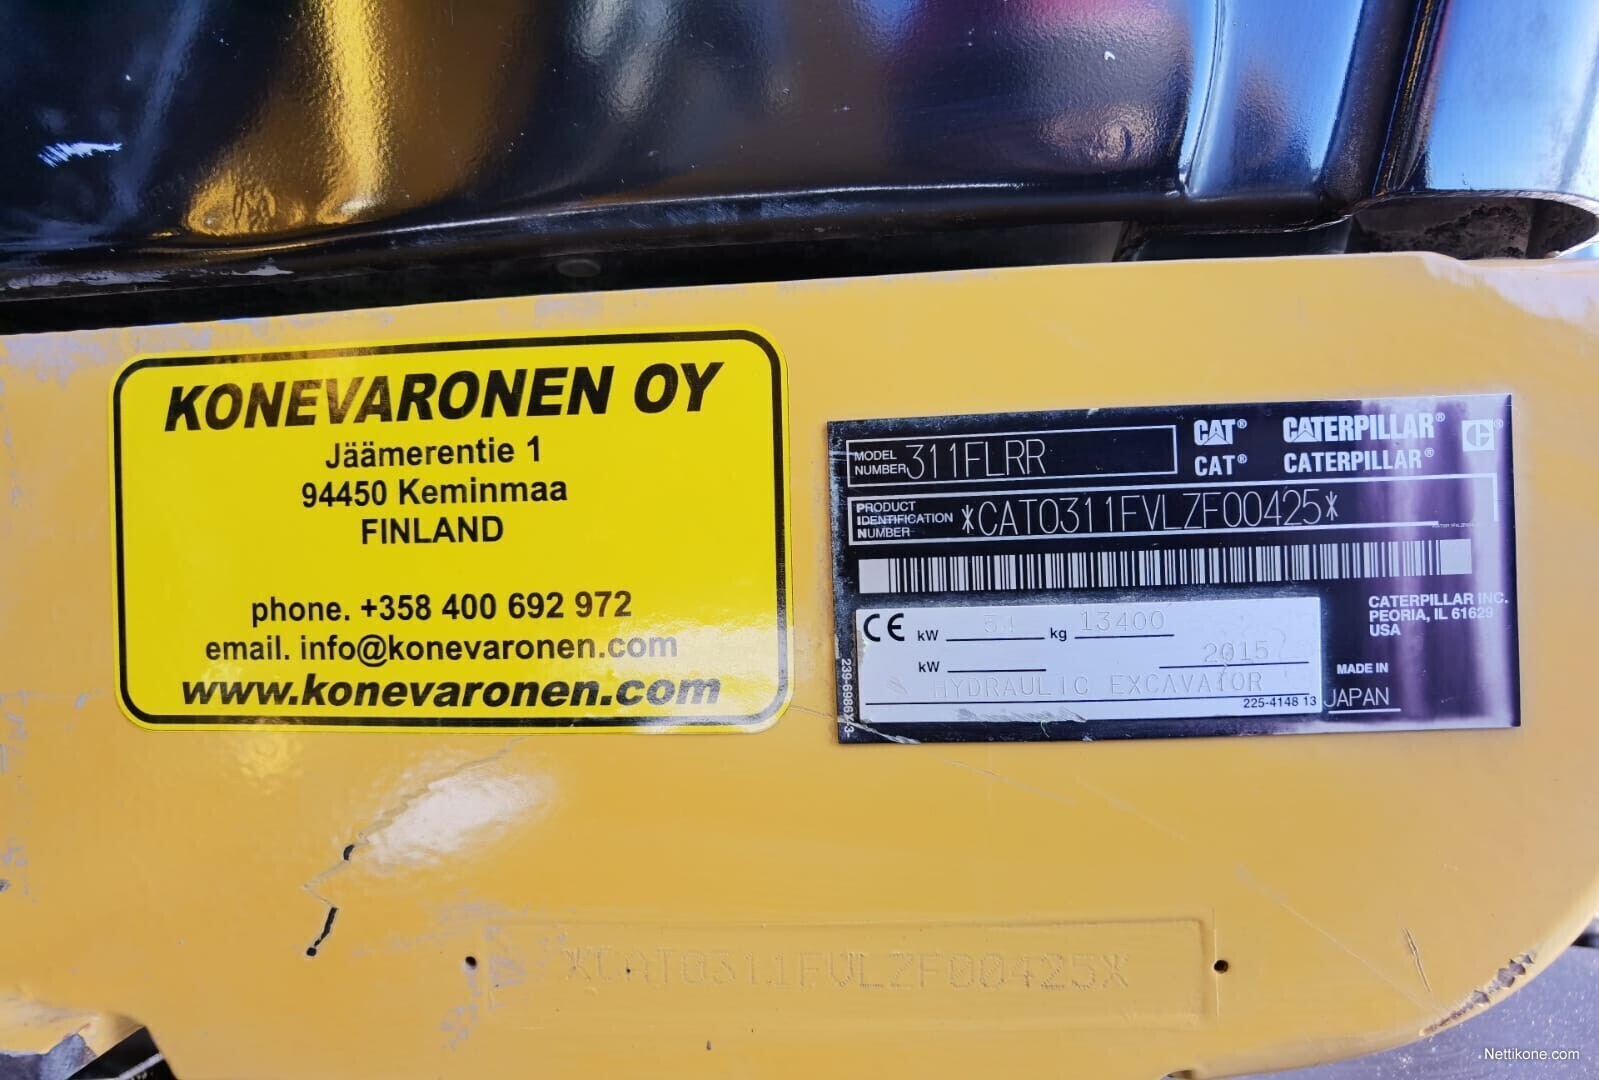 KONEVARONEN OY
Jäämerentie 1
94450 Keminmaa
FINLAND
phone. +358 400 692 972
email. info@konevaronen.com
www.konevaronen.com
MODEL NUMBER 311FLRR
CAT® CATERPILLAR® C®
CAT® CATERPILLAR®
PRODUCT IDENTIFICATION NUMBER *CAT0311FVLZF00425*
CE kW kg 13400
kW 2015
HYDRAULIC EXCAVATOR
225-4148 13
239-6986
CATERPILLAR INC.
PEORIA, IL 61629
USA
MADE IN
JAPAN
*CAT0311FVLZF00425*
Nettikone.com